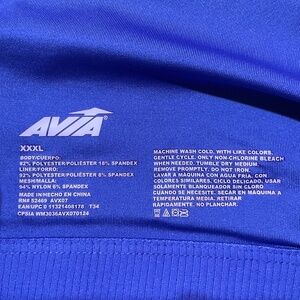 AVIA
XXXL
BODY/CUERPO:
82% POLYESTER/POLIÉSTER 18% SPANDEX
LINER/FORRO:
92% POLYESTER/POLIÉSTER 8% SPANDEX
MESH/MALLA:
94% NYLON 6% SPANDEX
MADE IN/HECHO EN CHINA
RN# 52469 AVX07
EAN/UPC 0 11321408178 T34
CPSIA WM3036AVX070124
MACHINE WASH COLD, WITH LIKE COLORS.
GENTLE CYCLE. ONLY NON-CHLORINE BLEACH
WHEN NEEDED. TUMBLE DRY MEDIUM.
REMOVE PROMPTLY. DO NOT IRON.
LAVAR A MÁQUINA CON AGUA FRÍA, CON
COLORES SIMILARES. CICLO DELICADO. USAR
SOLAMENTE BLANQUEADOR SIN CLORO
CUANDO SE NECESITE. SECAR EN MÁQUINA A
TEMPERATURA MEDIA. RETIRAR
RÁPIDAMENTE. NO PLANCHAR.